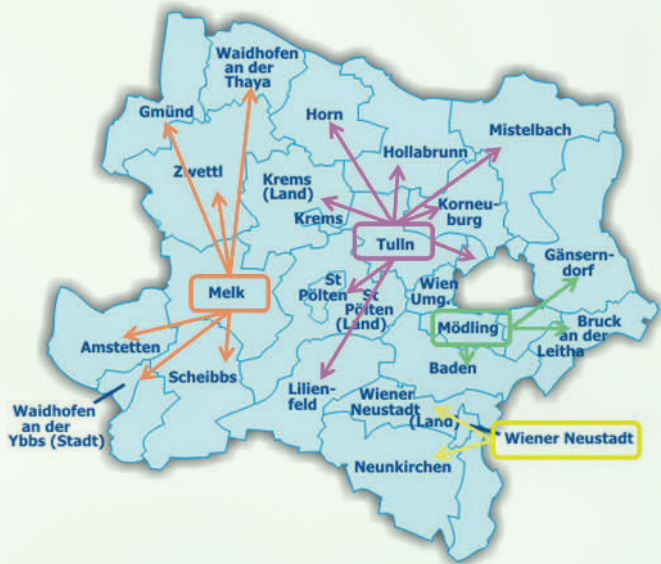 Waidhofen
an der
Thaya
Gmünd
Horn
Mistelbach
Hollabrunn
Zwettl
Krems
(Land)
Krems
Korneu-
burg
Tulln
Gänsern-
dorf
Wien
Umg.
St
Pölten
St
Pölten
(Land)
Melk
Mödling
Bruck
an der
Leitha
Amstetten
Scheibbs
Baden
Lilien-
feld
Wiener
Neustadt
(Land)
Waidhofen
an der
Ybbs (Stadt)
Wiener Neustadt
Neunkirchen